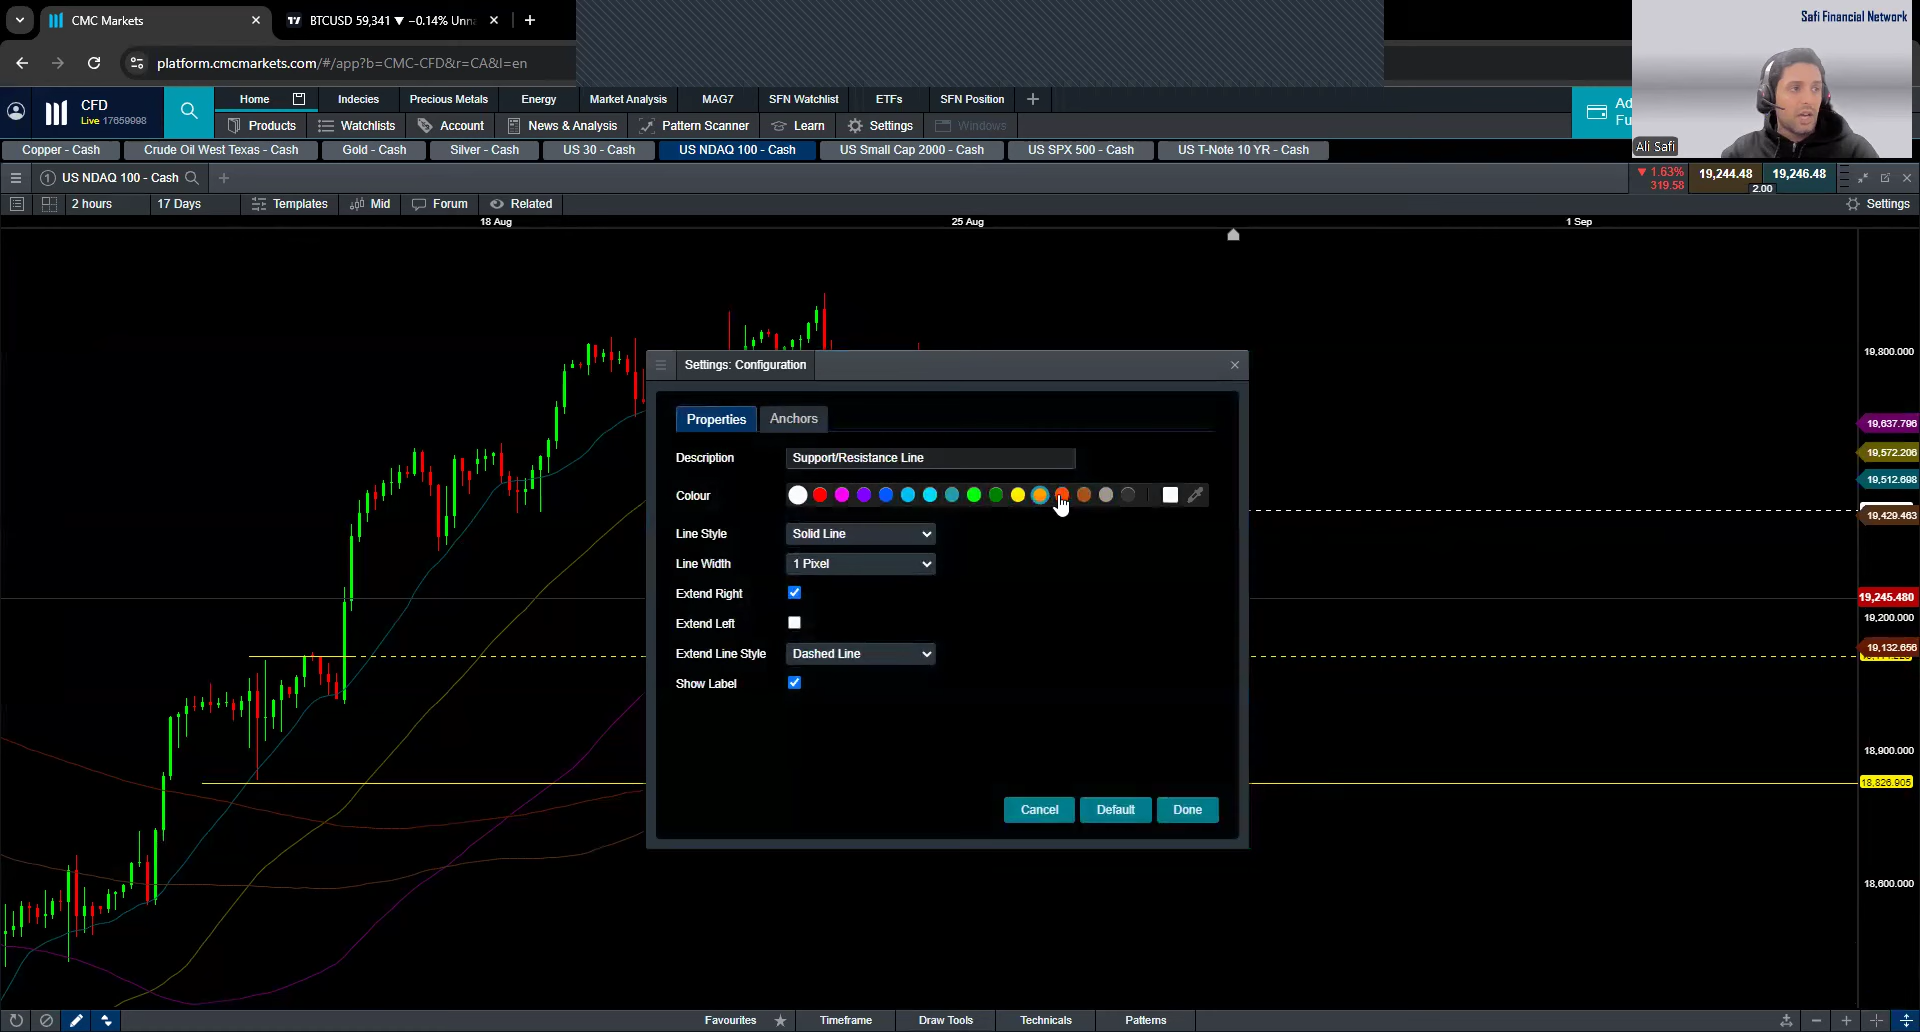 CMC Markets
BTCUSD 59,341 ▼ −0.14% Unna
platform.cmcmarkets.com/#/app?b=CMC-CFD&r=CA&l=en
Safi Financial Network
Ali Safi
CFD
Live 17659998
Home
Indecies
Precious Metals
Energy
Market Analysis
MAG7
SFN Watchlist
ETFs
SFN Position
Products
Watchlists
Account
News & Analysis
Pattern Scanner
Learn
Settings
Windows
Copper - Cash
Crude Oil West Texas - Cash
Gold - Cash
Silver - Cash
US 30 - Cash
US NDAQ 100 - Cash
US Small Cap 2000 - Cash
US SPX 500 - Cash
US T-Note 10 YR - Cash
1 US NDAQ 100 - Cash
▼ 1.63%
319.58
19,244.48
19,246.48
2.00
2 hours
17 Days
Templates
Mid
Forum
Related
Settings
18 Aug
25 Aug
1 Sep
Settings: Configuration
Properties
Anchors
Description
Support/Resistance Line
Colour
Line Style
Solid Line
Line Width
1 Pixel
Extend Right
Extend Left
Extend Line Style
Dashed Line
Show Label
Cancel
Default
Done
19,800.000
19,637.796
19,572.206
19,512.698
19,429.463
19,245.480
19,200.000
19,132.656
18,900.000
18,826.905
18,600.000
Favourites
Timeframe
Draw Tools
Technicals
Patterns